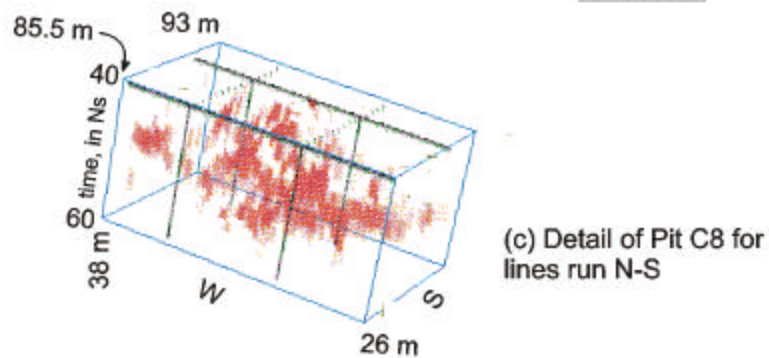 93 m
85.5 m
40
time, in Ns
60
38 m
W
S
26 m
(c) Detail of Pit C8 for
lines run N-S